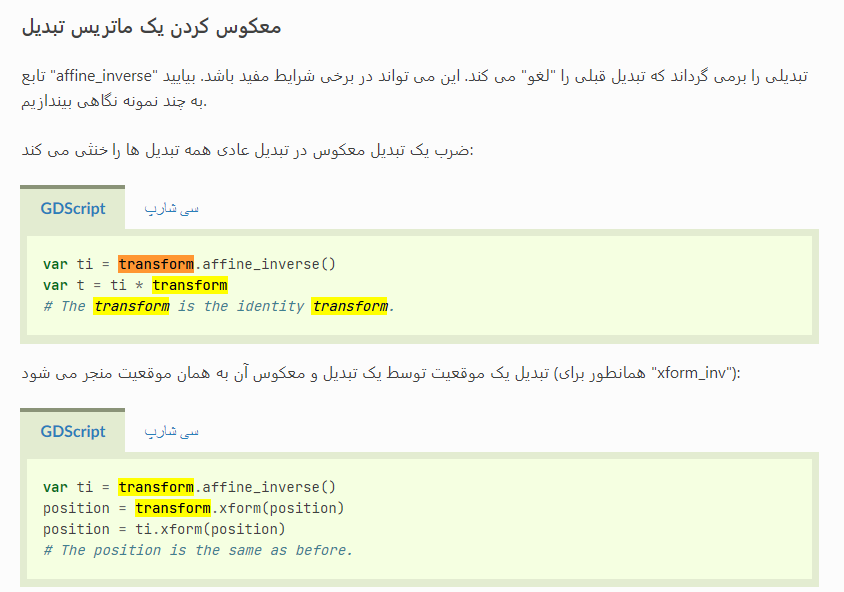 معکوس کردن یک ماتریس تبدیل
تبدیلی را برمی گرداند که تبدیل قبلی را "لغو" می کند. این می تواند در برخی شرایط مفید باشد. بیایید "affine_inverse" تابع
به چند نمونه نگاهی بیندازیم.
ضرب یک تبدیل معکوس در تبدیل عادی همه تبدیل ها را خنثی می کند:
GDScript سی شارپ
var ti = transform.affine_inverse()
var t = ti * transform
# The transform is the identity transform.
تبدیل یک موقعیت توسط یک تبدیل و معکوس آن به همان موقعیت منجر می شود (همانطور برای "xform_inv"):
GDScript سی شارپ
var ti = transform.affine_inverse()
position = transform.xform(position)
position = ti.xform(position)
# The position is the same as before.